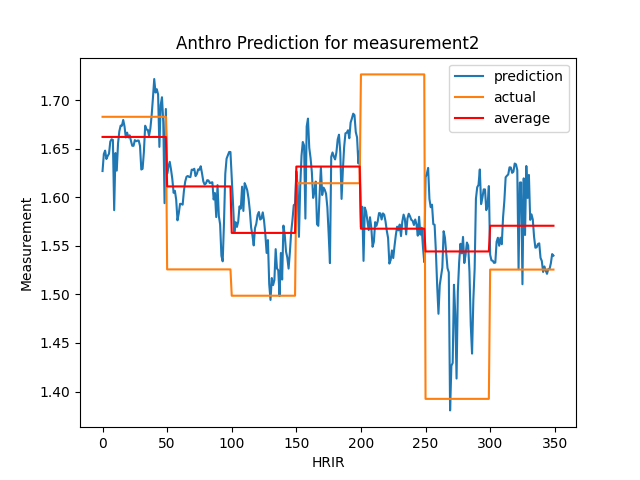 Anthro Prediction for measurement2
prediction
actual
average
1.70
1.65
1.60
1.55
1.50
1.45
1.40
Measurement
0 50 100 150 200 250 300 350
HRIR